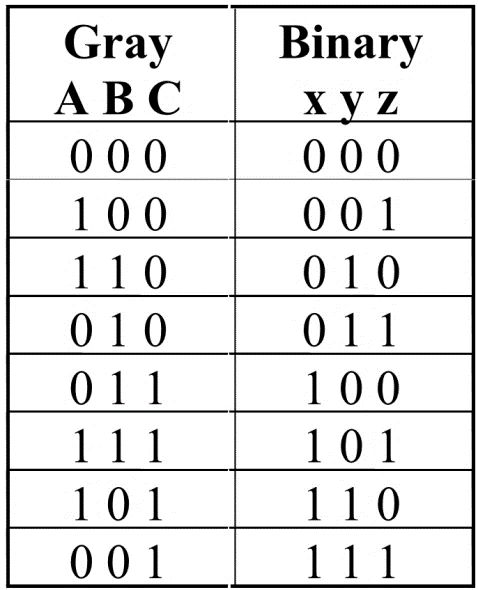 Gray Binary
A B C x y z
0 0 0 0 0 0
1 0 0 0 0 1
1 1 0 0 1 0
0 1 0 0 1 1
0 1 1 1 0 0
1 1 1 1 0 1
1 0 1 1 1 0
0 0 1 1 1 1